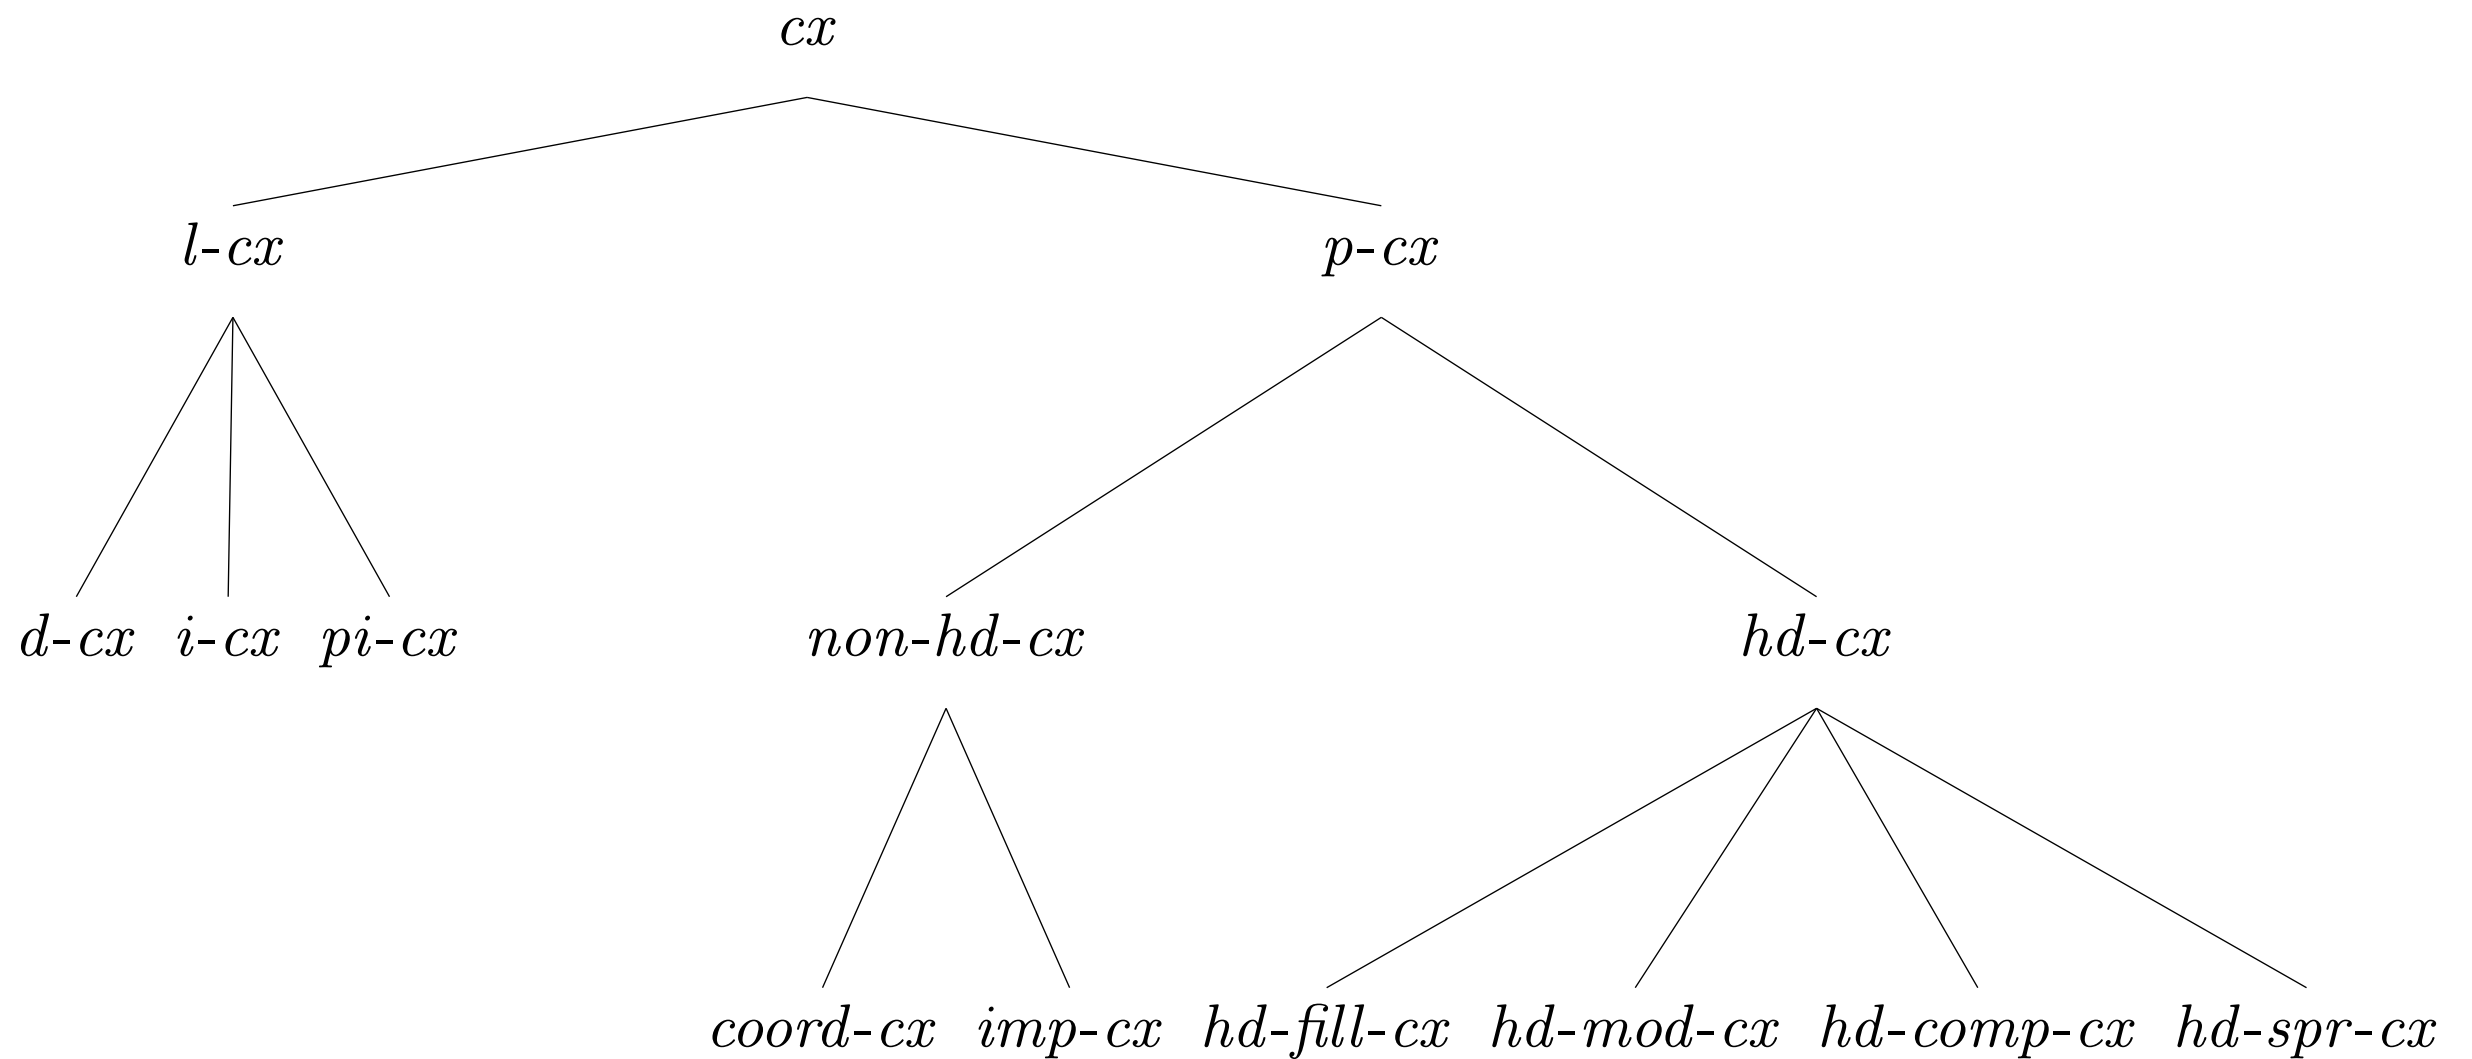 cx
l-cx p-cx
d-cx i-cx pi-cx non-hd-cx hd-cx
coord-cx imp-cx hd-fill-cx hd-mod-cx hd-comp-cx hd-spr-cx